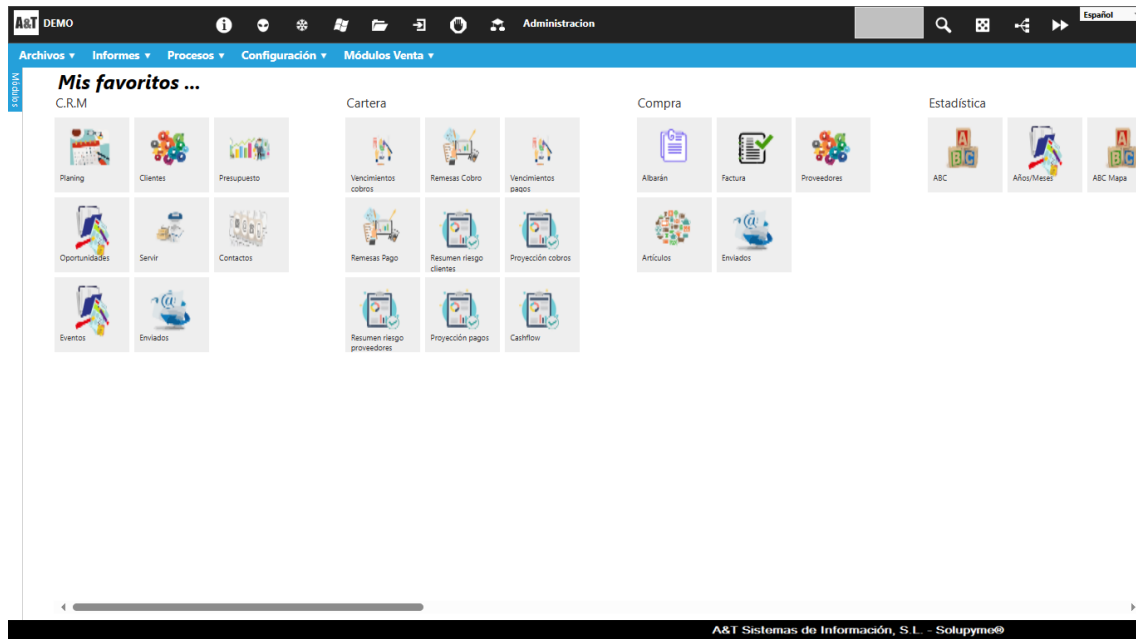 A&T DEMO
Administracion
Español
Archivos Informes Procesos Configuración Módulos Venta
Módulos
Mis favoritos ...
C.R.M
Planing
Clientes
Presupuesto
Oportunidades
Servir
Contactos
Eventos
Enviados
Cartera
Vencimientos
cobros
Remesas Cobro
Vencimientos
pagos
Remesas Pago
Resumen riesgo
clientes
Proyección cobros
Resumen riesgo
proveedores
Proyección pagos
Cashflow
Compra
Albarán
Factura
Proveedores
Artículos
Enviados
Estadística
ABC
Años/Meses
ABC Mapa
A&T Sistemas de Información, S.L. - Solupyme®